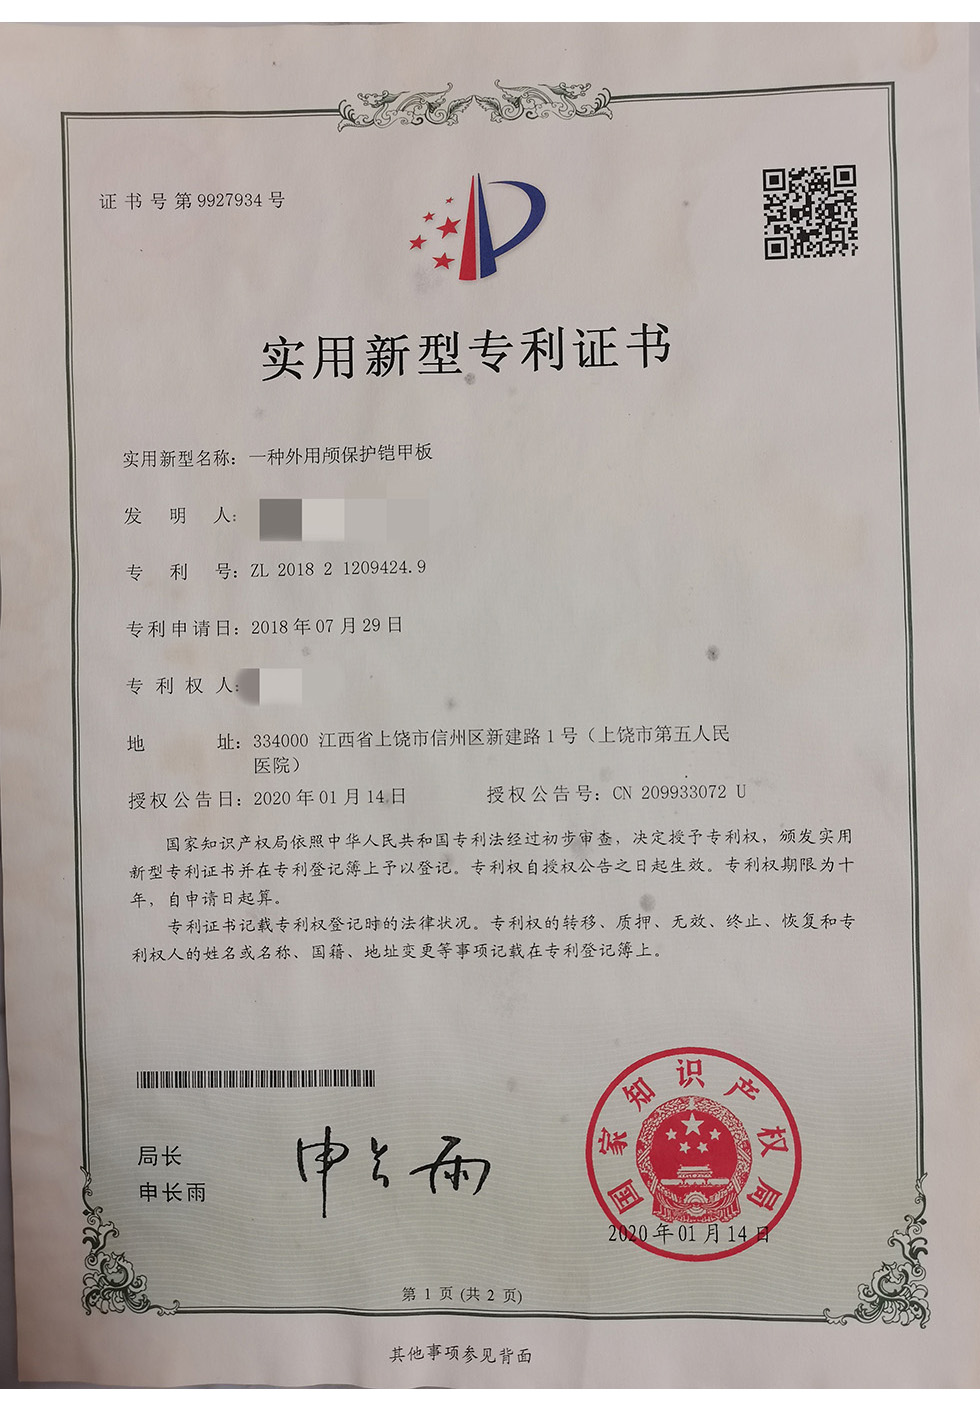 证书号第9927934号
实用新型专利证书
实用新型名称：一种外用颅保护铠甲板
发明人：
专利号：ZL 2018 2 1209424.9
专利申请日：2018年07月29日
专利权人：
地址：334000 江西省上饶市信州区新建路1号（上饶市第五人民
医院）
授权公告日：2020年01月14日 授权公告号：CN 209933072 U
国家知识产权局依照中华人民共和国专利法经过初步审查，决定授予专利权，颁发实用
新型专利证书并在专利登记簿上予以登记。专利权自授权公告之日起生效。专利权期限为十
年，自申请日起算。
专利证书记载专利权登记时的法律状况。专利权的转移、质押、无效、终止、恢复和专
利权人的姓名或名称、国籍、地址变更等事项记载在专利登记簿上。
局长
申长雨
申长雨
国家知识产权局
2020年01月14日
第 1 页 (共 2 页)
其他事项参见背面